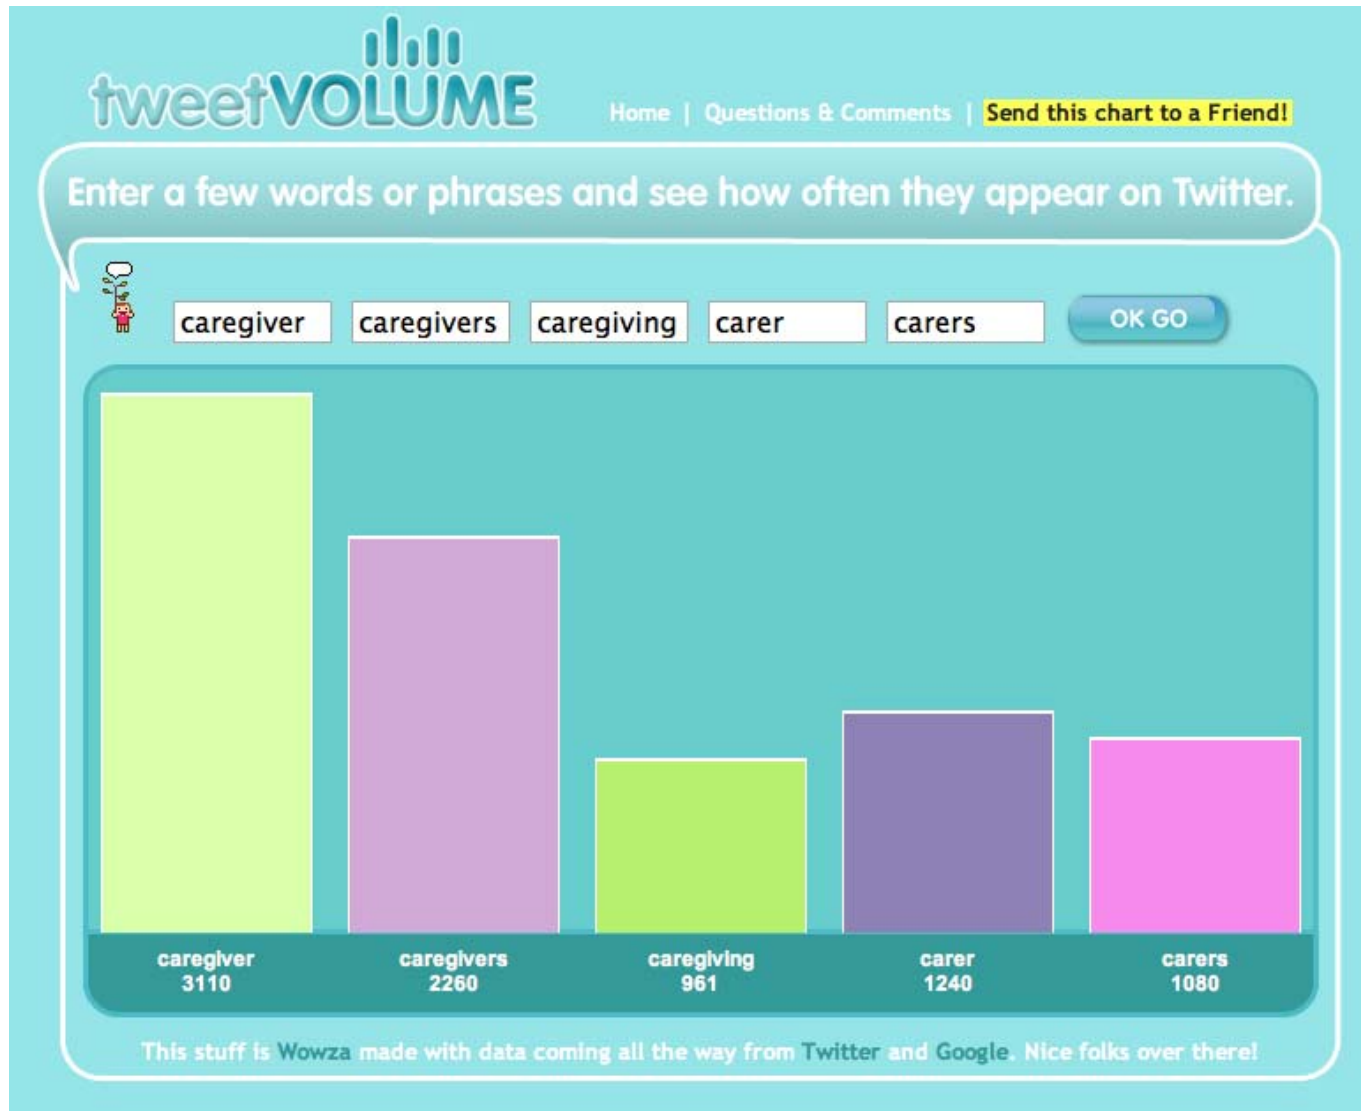 tweetVOLUME
Home | Questions & Comments | Send this chart to a Friend!
Enter a few words or phrases and see how often they appear on Twitter.
caregiver caregivers caregiving carer carers OK GO
caregiver caregivers caregiving carer carers
3110 2260 961 1240 1080
This stuff is Wowza made with data coming all the way from Twitter and Google. Nice folks over there!